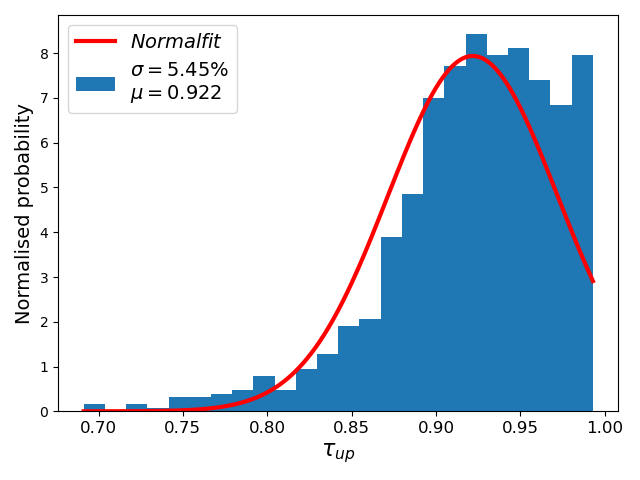 Normalfit
σ = 5.45%
μ = 0.922
Normalised probability
8
7
6
5
4
3
2
1
0
0.70 0.75 0.80 0.85 0.90 0.95 1.00
τ_up